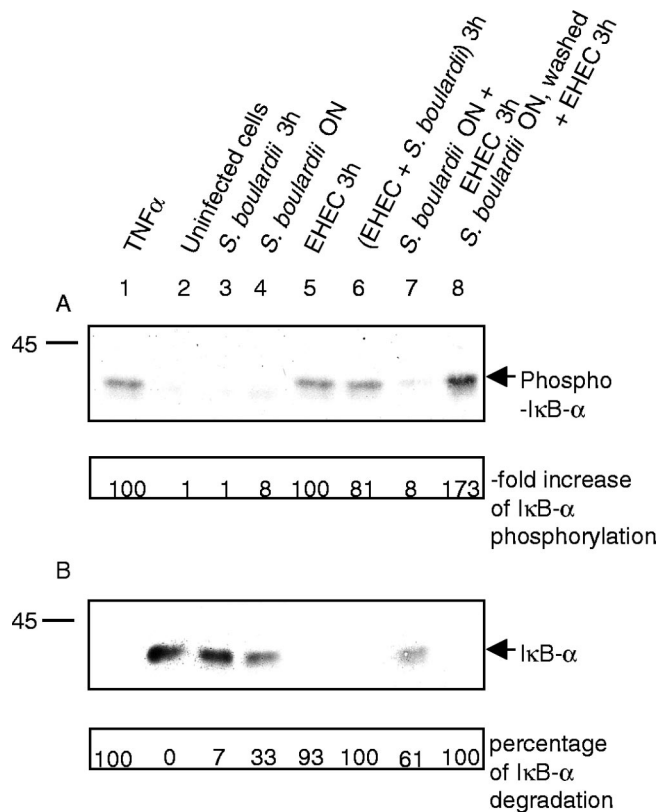 TNFα
Uninfected cells
S. boulardii 3h
S. boulardii ON
EHEC 3h
(EHEC + S. boulardii) 3h
S. boulardii ON +
EHEC 3h
S. boulardii ON, washed
+ EHEC 3h
1 2 3 4 5 6 7 8
A
45
Phospho
-IκB-α
100 1 1 8 100 81 8 173
-fold increase
of IκB-α
phosphorylation
B
45
IκB-α
100 0 7 33 93 100 61 100
percentage
of IκB-α
degradation